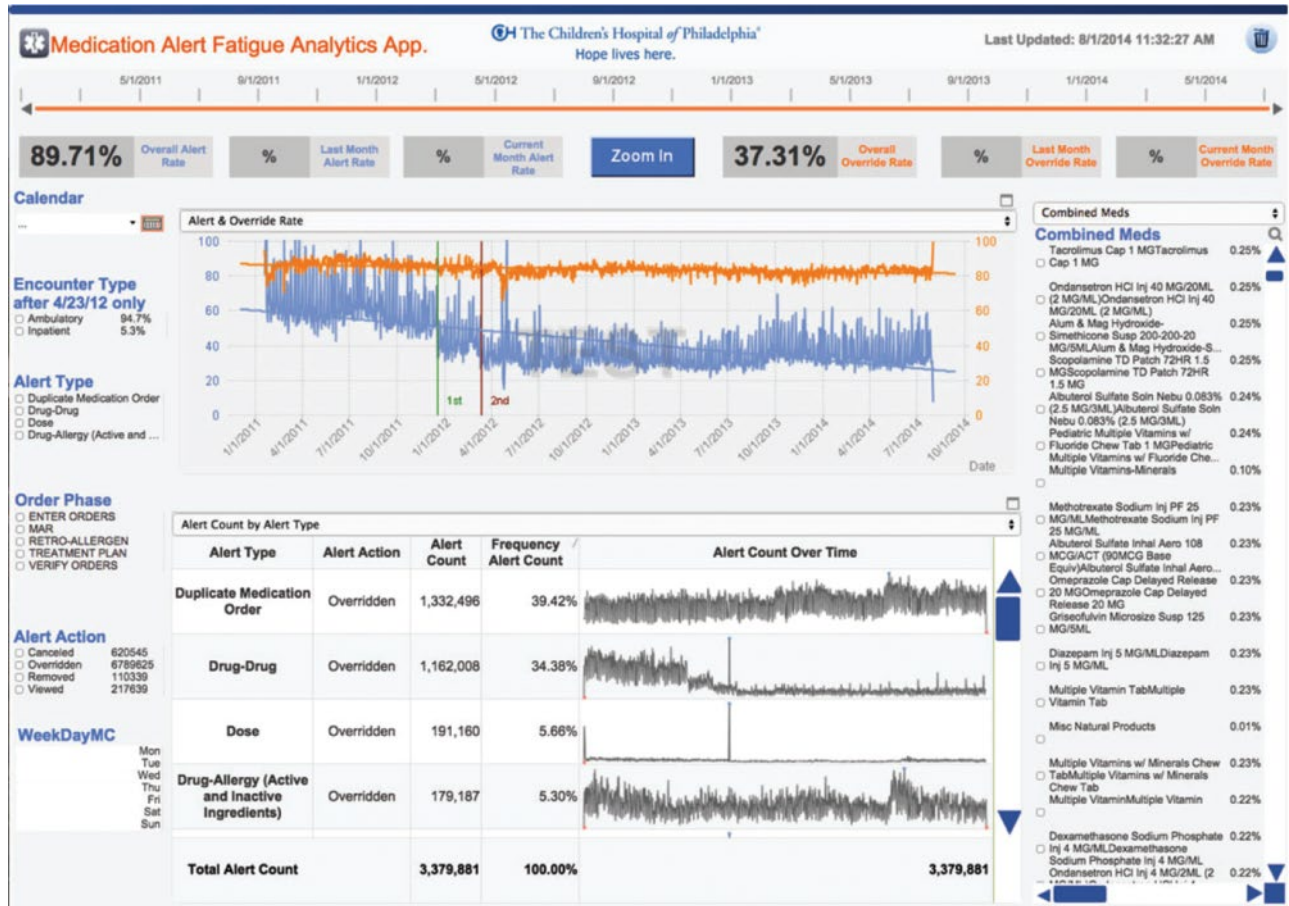 Medication Alert Fatigue Analytics App.
The Children's Hospital of Philadelphia®
Hope lives here.
Last Updated: 8/1/2014 11:32:27 AM
5/1/2011 9/1/2011 1/1/2012 5/1/2012 9/1/2012 1/1/2013 5/1/2013 9/1/2013 1/1/2014 5/1/2014
89.71% Overall Alert Rate
% Last Month Alert Rate
% Current Month Alert Rate
Zoom In
37.31% Overall Override Rate
% Last Month Override Rate
% Current Month Override Rate
Calendar
...
Encounter Type
after 4/23/12 only
Ambulatory 94.7%
Inpatient 5.3%
Alert Type
Duplicate Medication Order
Drug-Drug
Dose
Drug-Allergy (Active and ...
Order Phase
ENTER ORDERS
MAR
RETRO-ALLERGEN
TREATMENT PLAN
VERIFY ORDERS
Alert Action
Canceled 620545
Overridden 6789625
Removed 110339
Viewed 217639
WeekDayMC
Mon
Tue
Wed
Thu
Fri
Sat
Sun
Alert & Override Rate
100 100
80 80
60 60
40 40
20 20
0 0
TEST
1st 2nd
1/1/2011 4/1/2011 7/1/2011 10/1/2011 1/1/2012 4/1/2012 7/1/2012 10/1/2012 1/1/2013 4/1/2013 7/1/2013 10/1/2013 1/1/2014 4/1/2014 7/1/2014 10/1/2014
Date
Alert Count by Alert Type
Alert Type Alert Action Alert Count Frequency Alert Count Alert Count Over Time
Duplicate Medication
Order Overridden 1,332,496 39.42%
Drug-Drug Overridden 1,162,008 34.38%
Dose Overridden 191,160 5.66%
Drug-Allergy (Active
and Inactive
Ingredients) Overridden 179,187 5.30%
Total Alert Count 3,379,881 100.00% 3,379,881
Combined Meds
Combined Meds
Tacrolimus Cap 1 MGTacrolimus 0.25%
Cap 1 MG
Ondansetron HCl Inj 40 MG/20ML 0.25%
(2 MG/ML)Ondansetron HCl Inj 40
MG/20ML (2 MG/ML)
Alum & Mag Hydroxide- 0.25%
Simethicone Susp 200-200-20
MG/5MLAlum & Mag Hydroxide-S...
Scopolamine TD Patch 72HR 1.5 0.25%
MGScopolamine TD Patch 72HR
1.5 MG
Albuterol Sulfate Soln Nebu 0.083% 0.24%
(2.5 MG/3ML)Albuterol Sulfate Soln
Nebu 0.083% (2.5 MG/3ML)
Pediatric Multiple Vitamins w/ 0.24%
Fluoride Chew Tab 1 MGPediatric
Multiple Vitamins w/ Fluoride Che...
Multiple Vitamins-Minerals 0.10%
Methotrexate Sodium Inj PF 25 0.23%
MG/MLMethotrexate Sodium Inj PF
25 MG/ML
Albuterol Sulfate Inhal Aero 108 0.23%
MCG/ACT (90MCG Base
Equiv)Albuterol Sulfate Inhal Aero...
Omeprazole Cap Delayed Release 0.23%
20 MGOmeprazole Cap Delayed
Release 20 MG
Griseofulvin Microsize Susp 125 0.23%
MG/5ML
Diazepam Inj 5 MG/MLDiazepam 0.23%
Inj 5 MG/ML
Multiple Vitamin TabMultiple 0.23%
Vitamin Tab
Misc Natural Products 0.01%
Multiple Vitamins w/ Minerals Chew 0.23%
TabMultiple Vitamins w/ Minerals
Chew Tab
Multiple VitaminMultiple Vitamin 0.22%
Dexamethasone Sodium Phosphate 0.22%
Inj 4 MG/MLDexamethasone
Sodium Phosphate Inj 4 MG/ML
Ondansetron HCl Inj 4 MG/2ML (2 0.22%